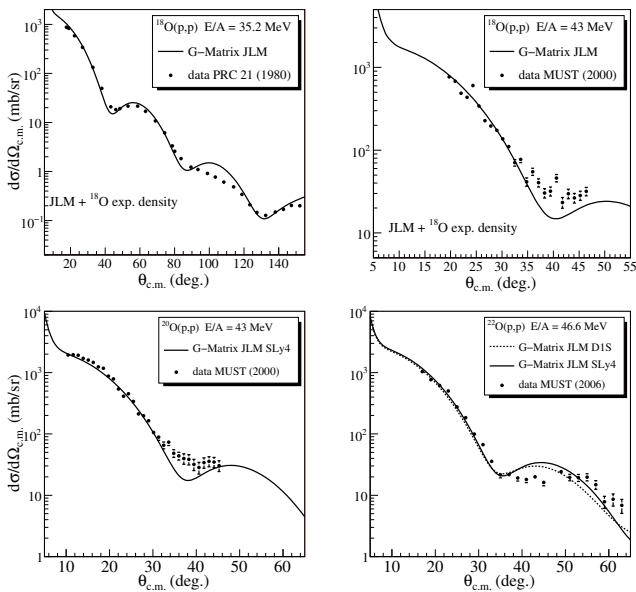 ¹⁸O(p,p) E/A = 35.2 MeV
G-Matrix JLM
data PRC 21 (1980)
JLM + ¹⁸O exp. density
dσ/dΩc.m. (mb/sr)
10³
10²
10
1
10⁻¹
20 40 60 80 100 120 140
θc.m. (deg.)
¹⁸O(p,p) E/A = 43 MeV
G-Matrix JLM
data MUST (2000)
JLM + ¹⁸O exp. density
10³
10²
10
5 10 15 20 25 30 35 40 45 50 55
θc.m. (deg.)
²⁰O(p,p) E/A = 43 MeV
G-Matrix JLM SLy4
data MUST (2000)
dσ/dΩc.m. (mb/sr)
10⁴
10³
10²
10
1
10 20 30 40 50 60
θc.m. (deg.)
²²O(p,p) E/A = 46.6 MeV
G-Matrix JLM D1S
G-Matrix JLM SLy4
data MUST (2006)
10⁴
10³
10²
10
1
10 20 30 40 50 60
θc.m. (deg.)